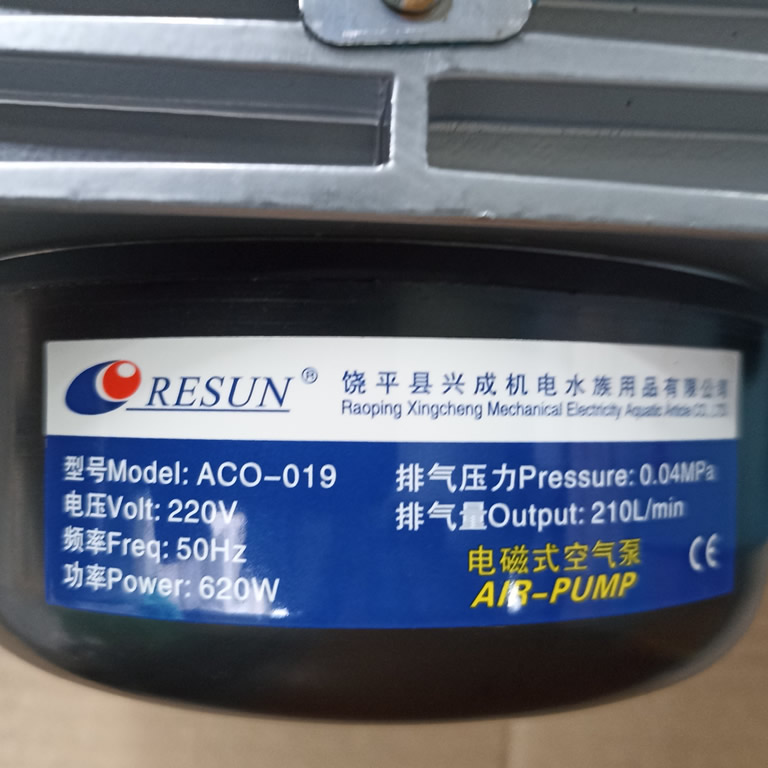 RESUN®
饶平县兴成机电水族用品有限公司
Raoping Xingcheng Mechanical Electricity Aquatic Article CO., LTD
型号Model: ACO-019
电压Volt: 220V
频率Freq: 50Hz
功率Power: 620W
排气压力Pressure: 0.04MPa
排气量Output: 210L/min
电磁式空气泵
AIR-PUMP
CE